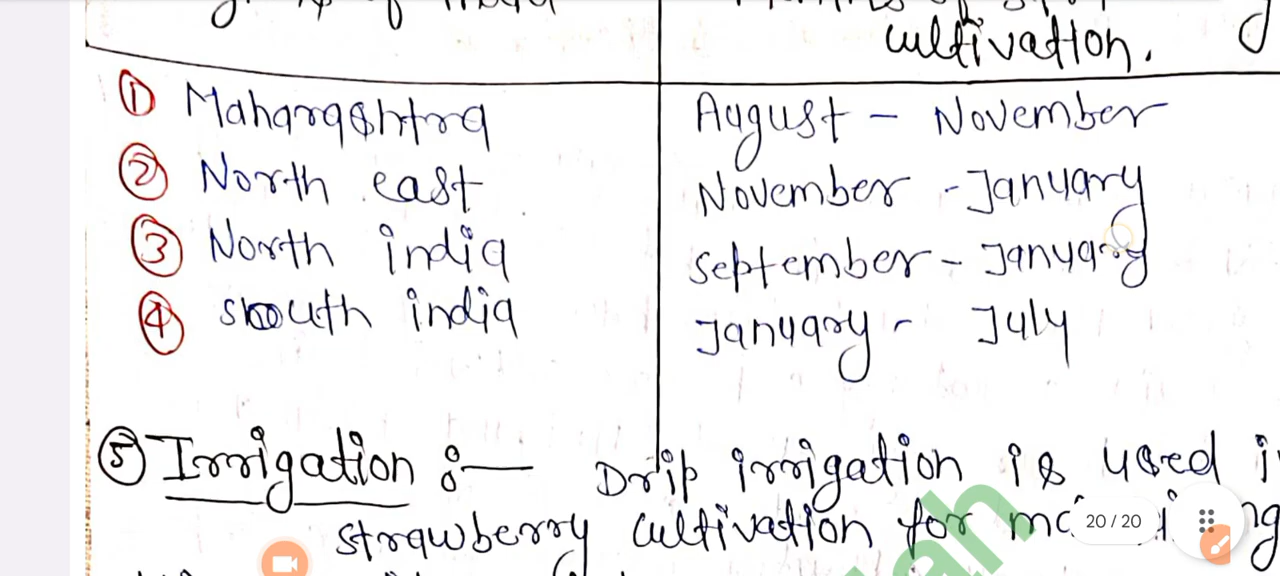 cultivation.
① Maharashtra August - November
② North east November - January
③ North india September - January
④ south india January - July
⑤ Irrigation :— Drip irrigation is used
strawberry cultivation for
20 / 20